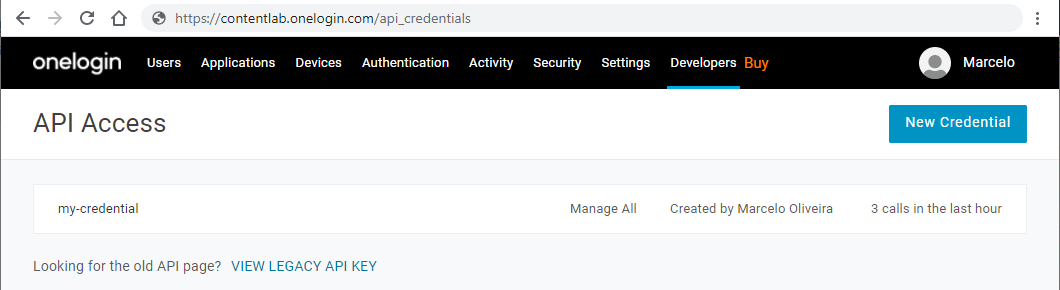 https://contentlab.onelogin.com/api_credentials
onelogin Users Applications Devices Authentication Activity Security Settings Developers Buy Marcelo
API Access New Credential
my-credential Manage All Created by Marcelo Oliveira 3 calls in the last hour
Looking for the old API page? VIEW LEGACY API KEY